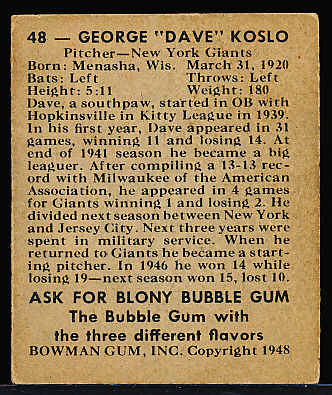 48 — GEORGE "DAVE" KOSLO
Pitcher—New York Giants
Born: Menasha, Wis. March 31, 1920
Bats: Left Throws: Left
Height: 5:11 Weight: 180
Dave, a southpaw, started in OB with
Hopkinsville in Kitty League in 1939.
In his first year, Dave appeared in 31
games, winning 11 and losing 14. At
end of 1941 season he became a big
leaguer. After compiling a 13-13 rec-
ord with Milwaukee of the American
Association, he appeared in 4 games
for Giants winning 1 and losing 2. He
divided next season between New York
and Jersey City. Next three years were
spent in military service. When he
returned to Giants he became a start-
ing pitcher. In 1946 he won 14 while
losing 19—next season won 15, lost 10.
ASK FOR BLONY BUBBLE GUM
The Bubble Gum with
the three different flavors
BOWMAN GUM, INC. Copyright 1948